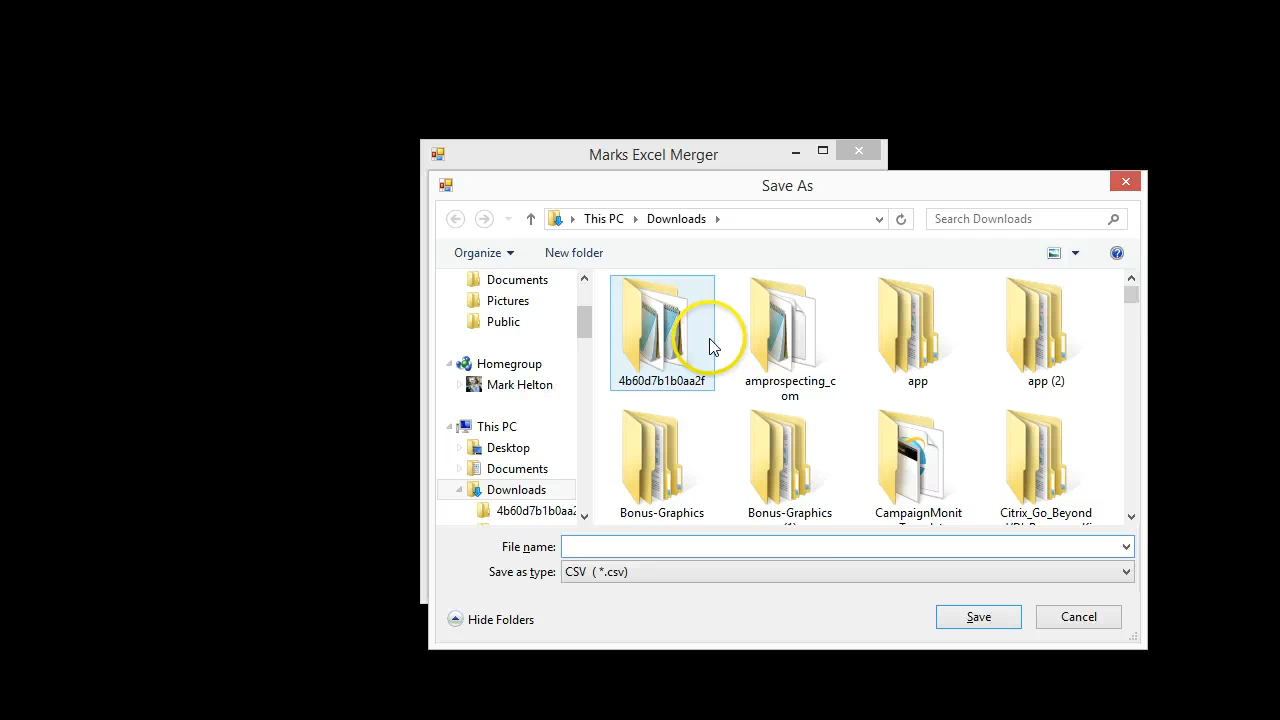 Marks Excel Merger
Save As
This PC
Downloads
Search Downloads
Organize
New folder
Documents
Pictures
Public
Homegroup
Mark Helton
This PC
Desktop
Documents
Downloads
4b60d7b1b0aa2
4b60d7b1b0aa2f
amprospecting_c
om
app
app (2)
Bonus-Graphics
Bonus-Graphics
CampaignMonit
Citrix_Go_Beyond
File name:
Save as type:
CSV ( *.csv)
Hide Folders
Save
Cancel